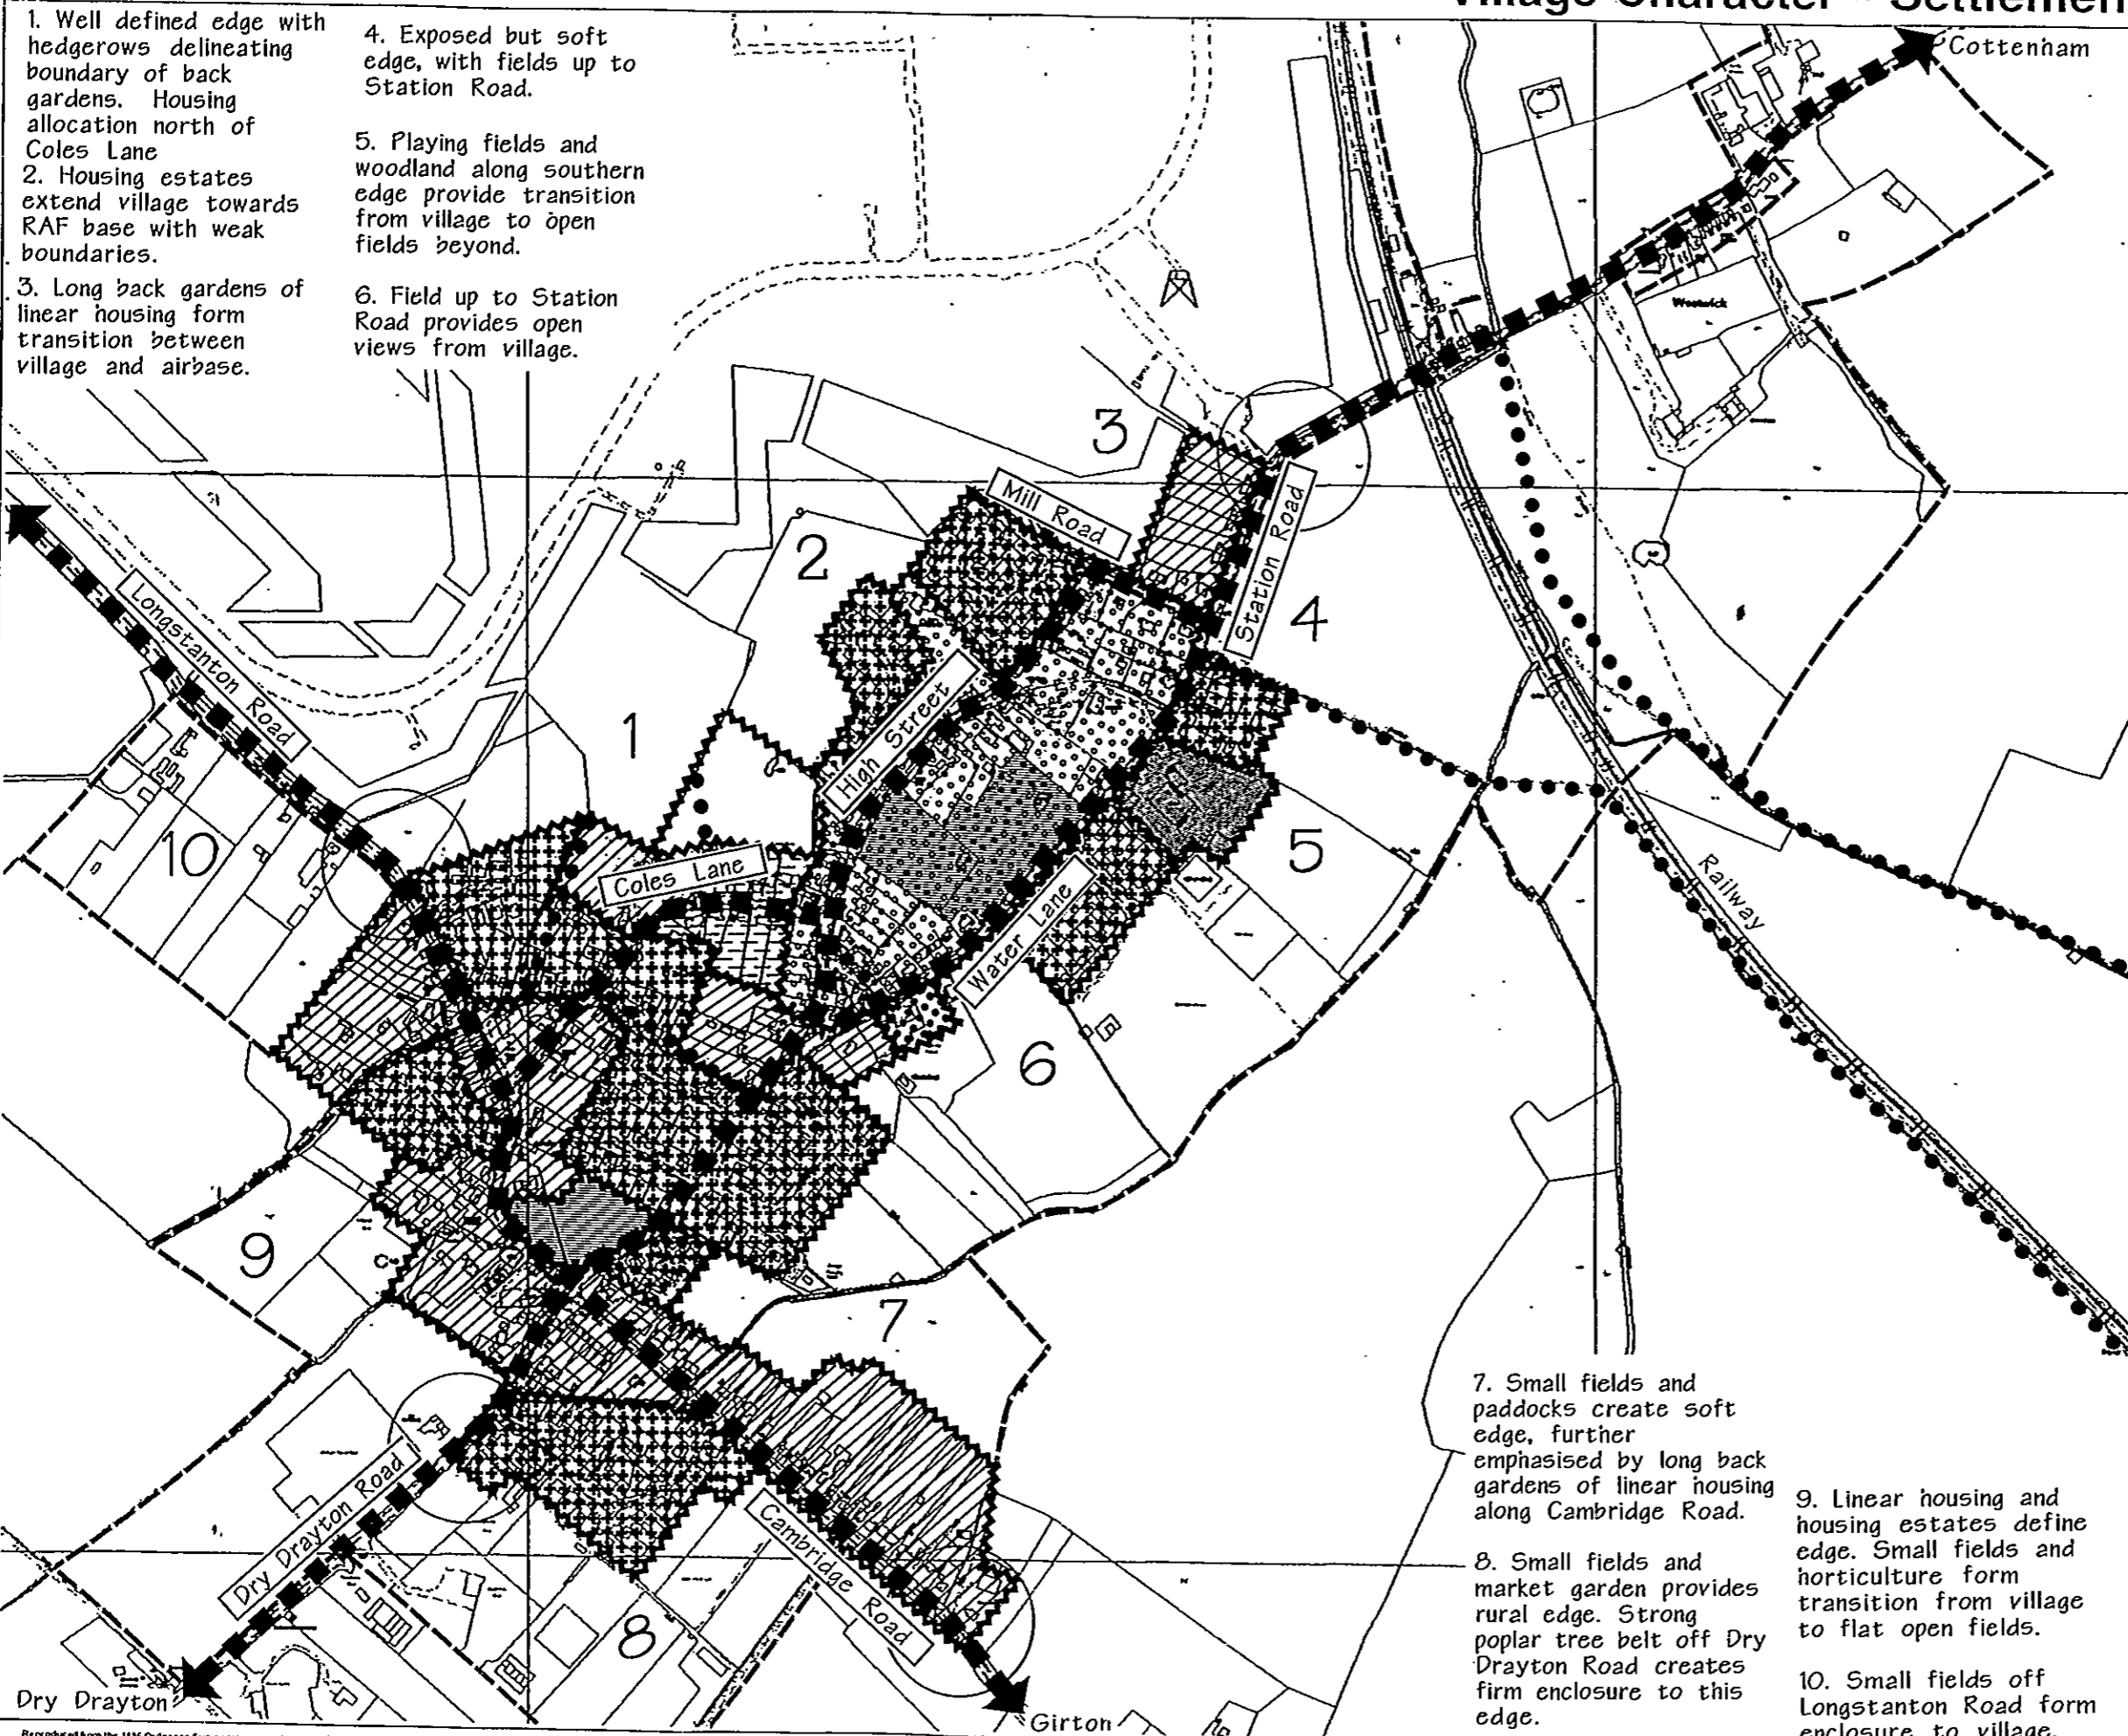 Village Character - Settlement
1. Well defined edge with
hedgerows delineating
boundary of back
gardens. Housing
allocation north of
Coles Lane
2. Housing estates
extend village towards
RAF base with weak
boundaries.
3. Long back gardens of
linear housing form
transition between
village and airbase.
4. Exposed but soft
edge, with fields up to
Station Road.
5. Playing fields and
woodland along southern
edge provide transition
from village to open
fields beyond.
6. Field up to Station
Road provides open
views from village.
Cottenham
Westwick
3
Mill Road
Station Road
2
4
Longstanton Road
1
High Street
10
5
Coles Lane
Water Lane
Railway
6
9
7
Dry Drayton Road
Cambridge Road
8
Dry Drayton
Girton
7. Small fields and
paddocks create soft
edge, further
emphasised by long back
gardens of linear housing
along Cambridge Road.
8. Small fields and
market garden provides
rural edge. Strong
poplar tree belt off Dry
Drayton Road creates
firm enclosure to this
edge.
9. Linear housing and
housing estates define
edge. Small fields and
horticulture form
transition from village
to flat open fields.
10. Small fields off
Longstanton Road form
enclosure to village.